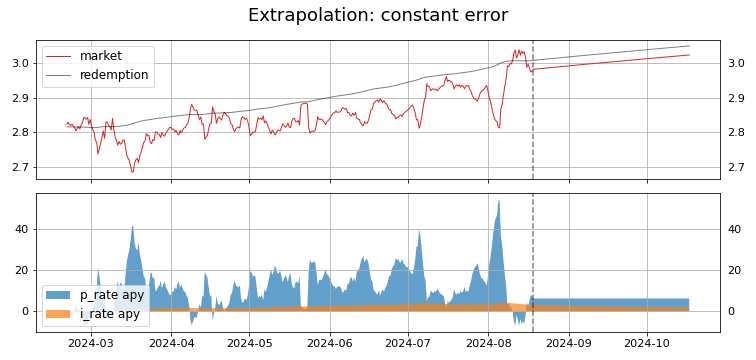 Extrapolation: constant error
market
redemption
3.0
2.9
2.8
2.7
3.0
2.9
2.8
2.7
40
20
0
40
20
0
p_rate apy
i_rate apy
2024-03 2024-04 2024-05 2024-06 2024-07 2024-08 2024-09 2024-10